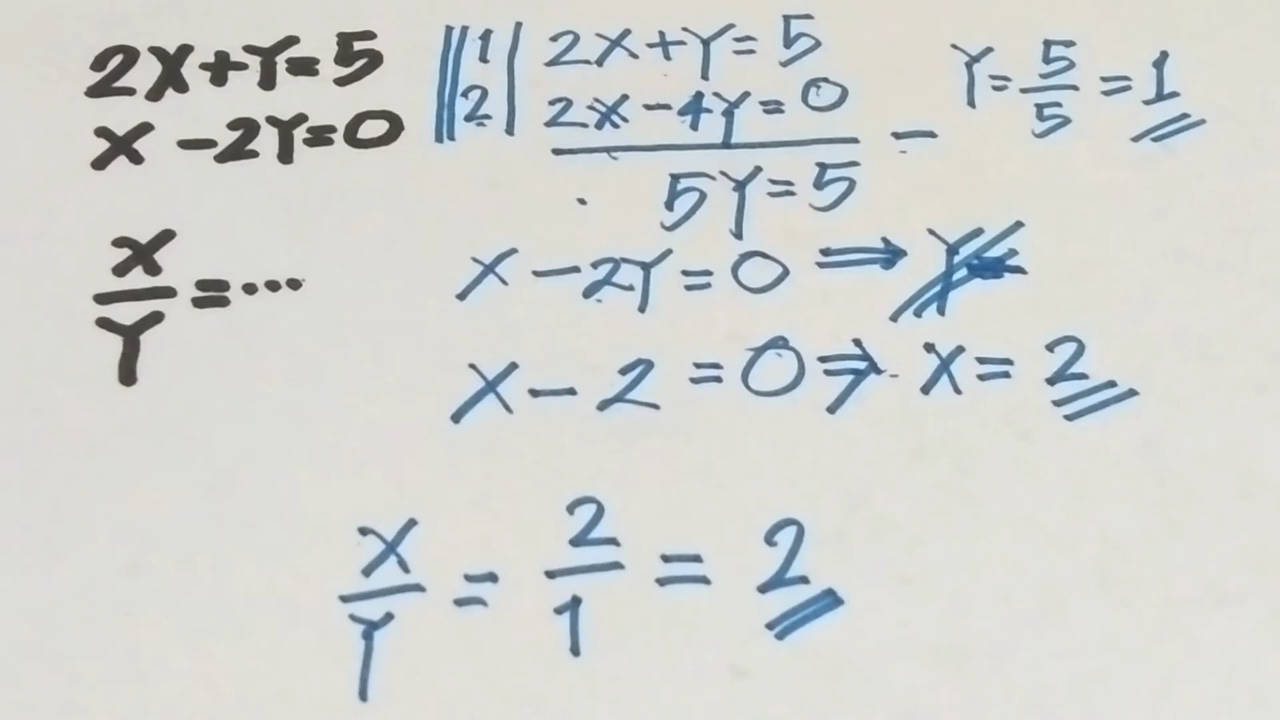 2X+Y=5
X-2Y=0
X/Y=...
||1| 2X+Y=5
||2| 2X-4Y=0 -
5Y=5
Y=5/5=1
X-2Y=0 ⇒
X-2=0 ⇒ X=2
X/Y=2/1=2